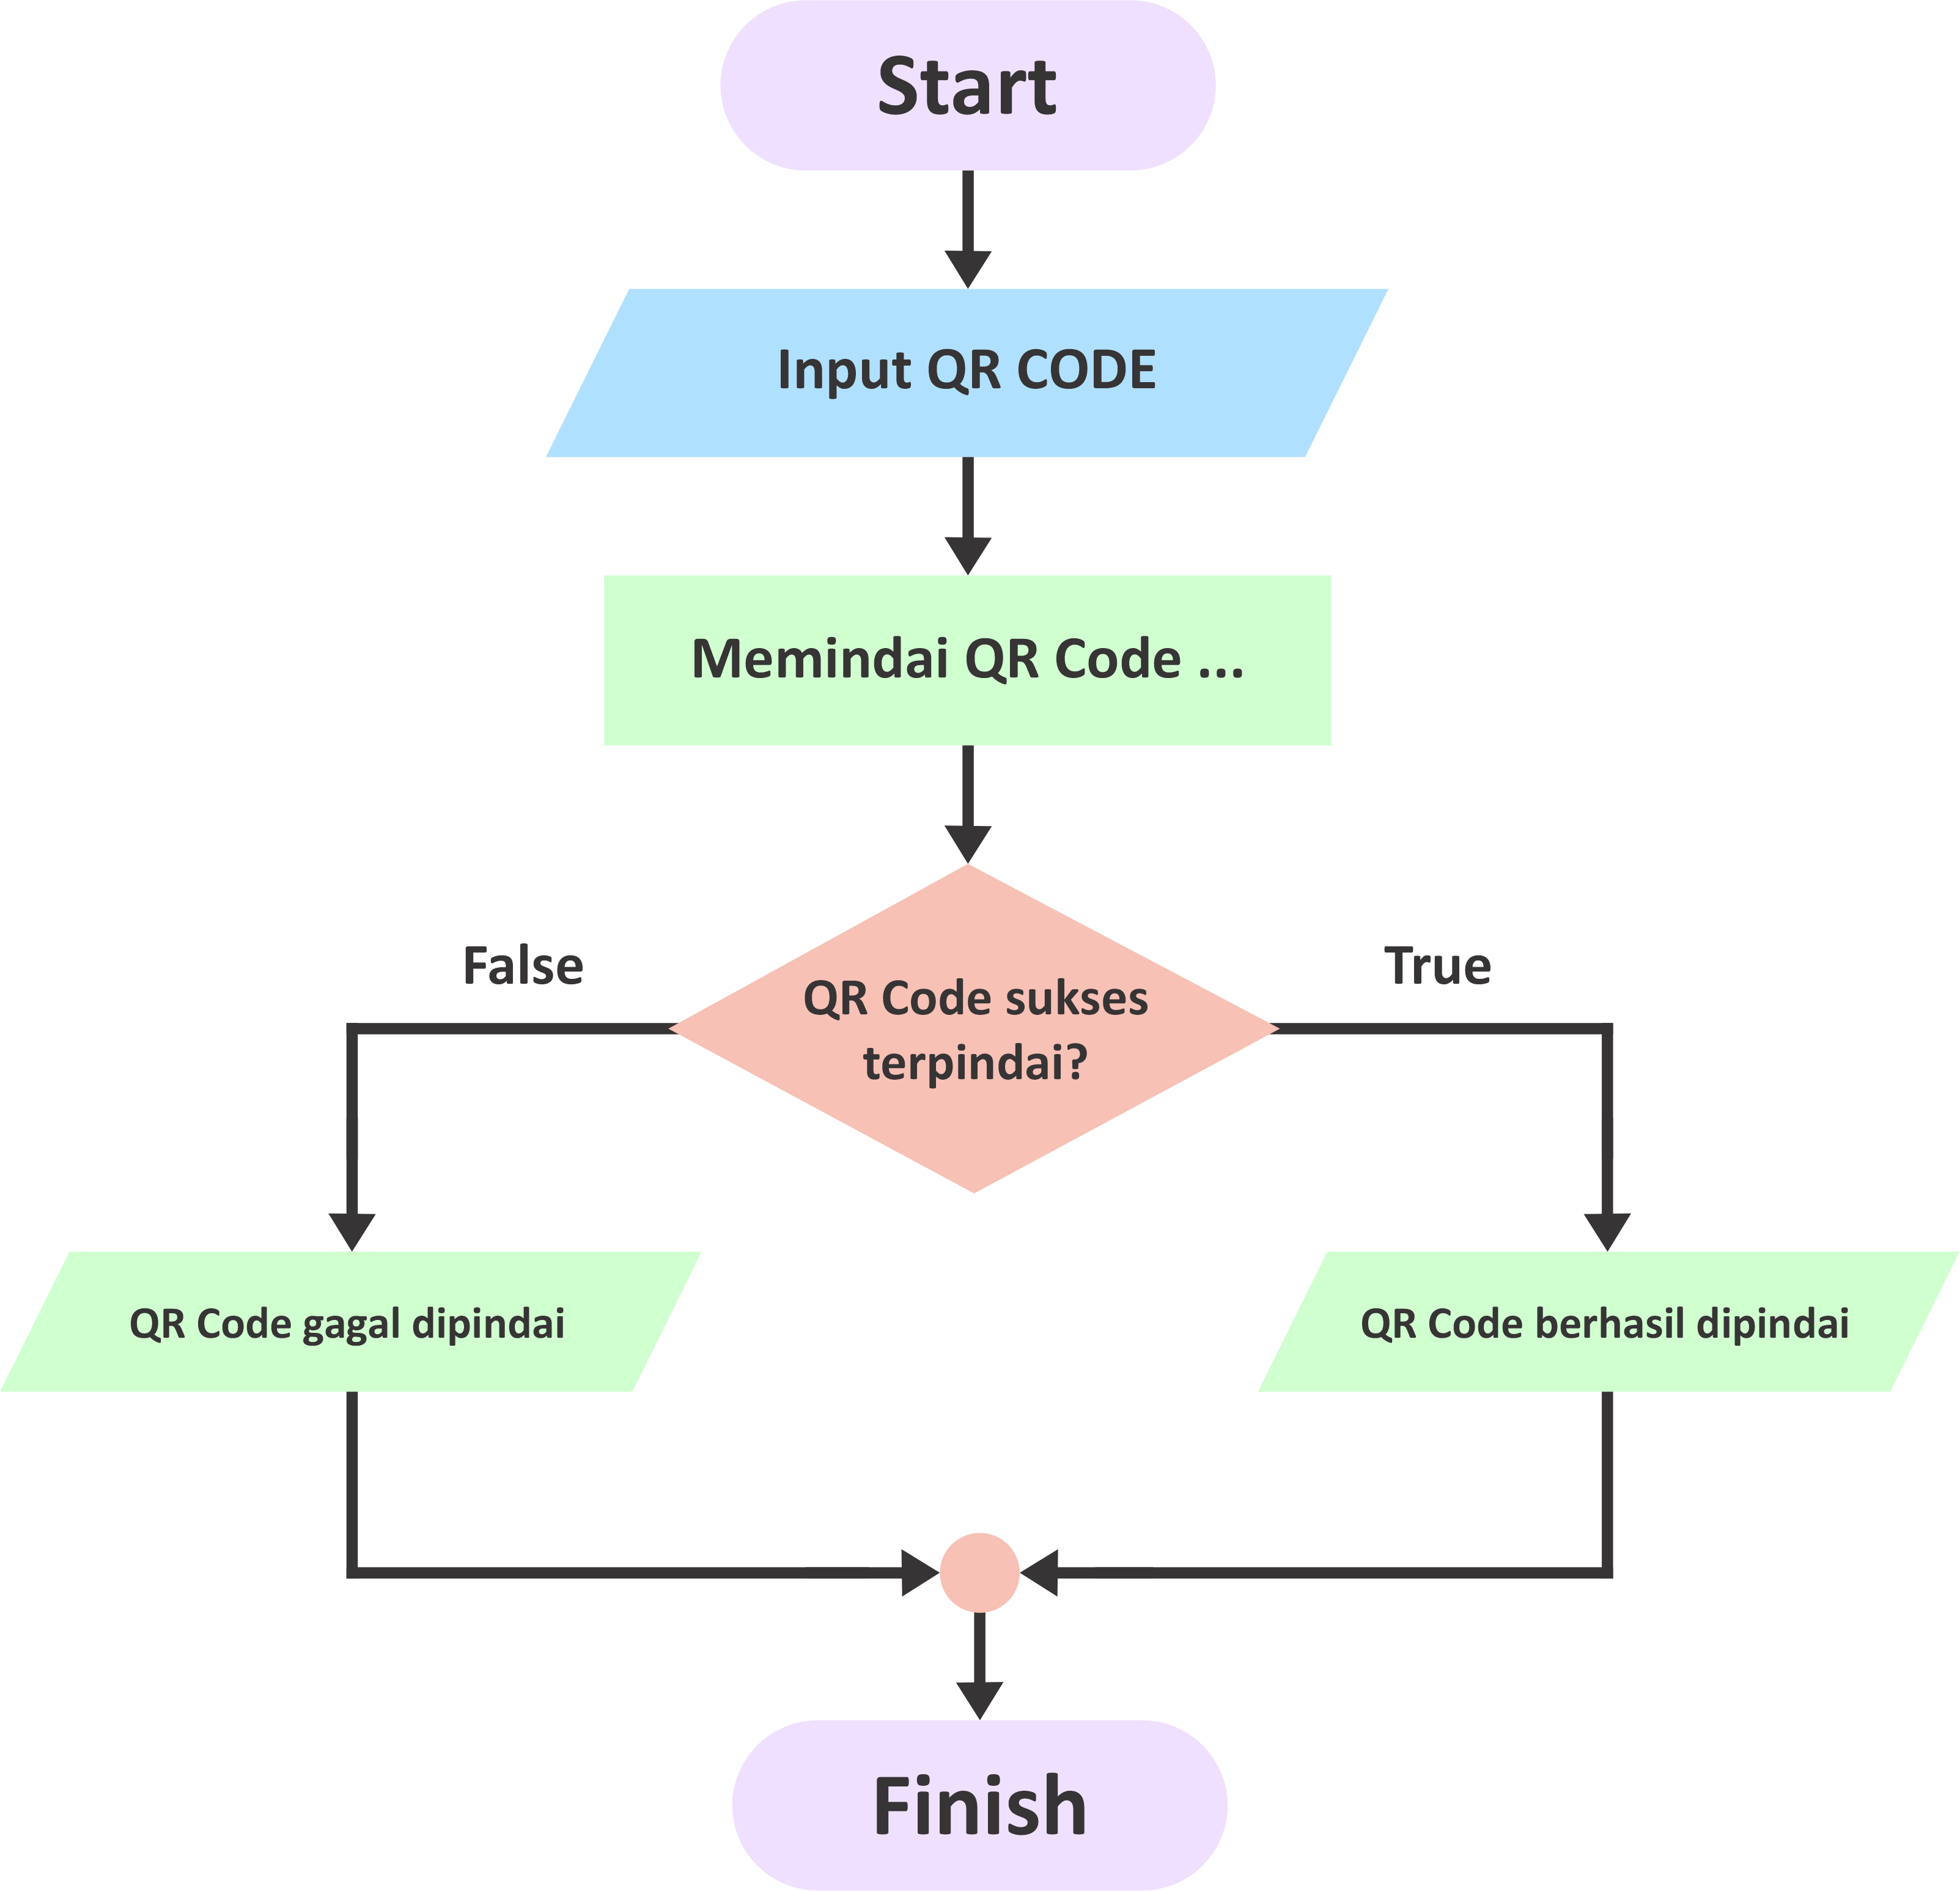 Start
Input QR CODE
Memindai QR Code ...
False
True
QR Code sukses
terpindai?
QR Code gagal dipindai
QR Code berhasil dipindai
Finish